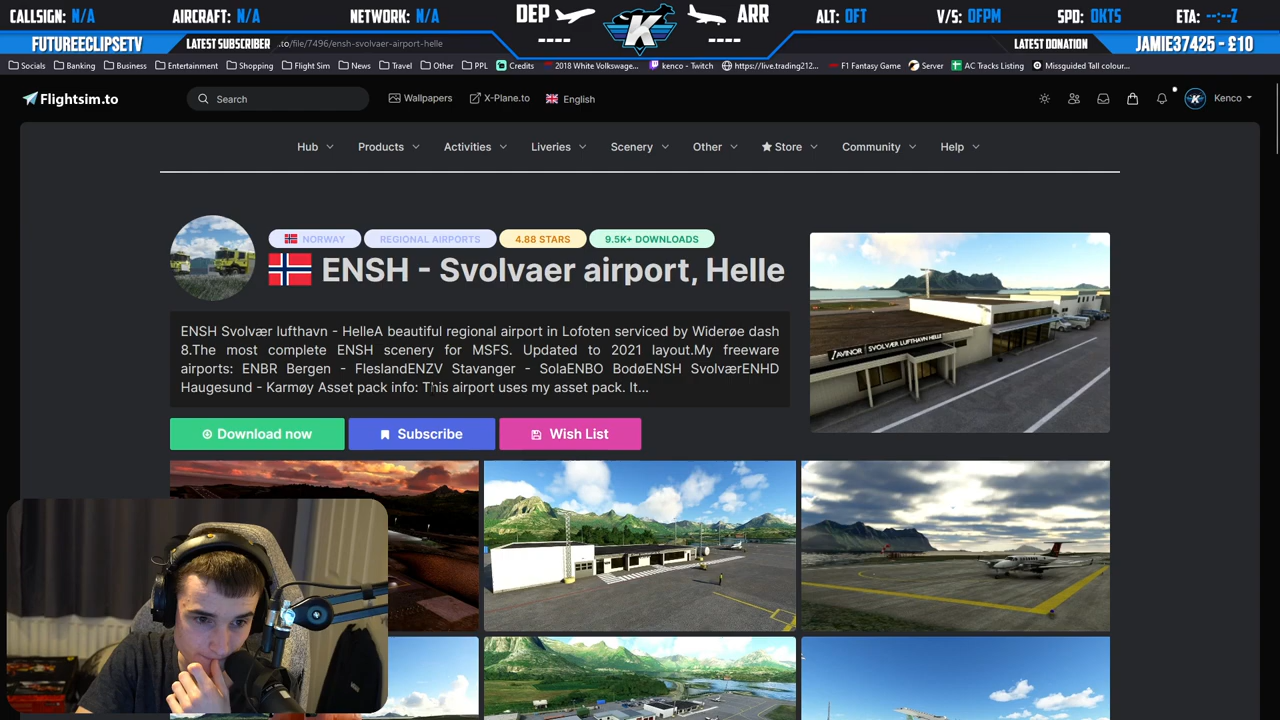 CALLSIGN: N/A
AIRCRAFT: N/A
NETWORK: N/A
DEP
ARR
ALT: 0FT
V/S: 0FPM
SPD: 0KTS
ETA: --:--Z
----
K
----
FUTUREECLIPSETV
LATEST SUBSCRIBER
.to/file/7496/ensh-svolvaer-airport-helle
LATEST DONATION
JAMIE37425 - £10
Socials
Banking
Business
Entertainment
Shopping
Flight Sim
News
Travel
Other
PPL
Credits
2018 White Volkswage...
kenco - Twitch
https://live.trading212...
F1 Fantasy Game
Server
AC Tracks Listing
Missguided Tall colour...
Flightsim.to
Search
Wallpapers
X-Plane.to
English
Kenco
Hub
Products
Activities
Liveries
Scenery
Other
Store
Community
Help
NORWAY
REGIONAL AIRPORTS
4.88 STARS
9.5K+ DOWNLOADS
ENSH - Svolvaer airport, Helle
ENSH Svolvær lufthavn - HelleA beautiful regional airport in Lofoten serviced by Widerøe dash
8.The most complete ENSH scenery for MSFS. Updated to 2021 layout.My freeware
airports: ENBR Bergen - FleslandENZV Stavanger - SolaENBO BodøENSH SvolværENHD
Haugesund - Karmøy Asset pack info: This airport uses my asset pack. It...
AVINOR SVOLVÆR LUFTHAVN HELLE
Download now
Subscribe
Wish List